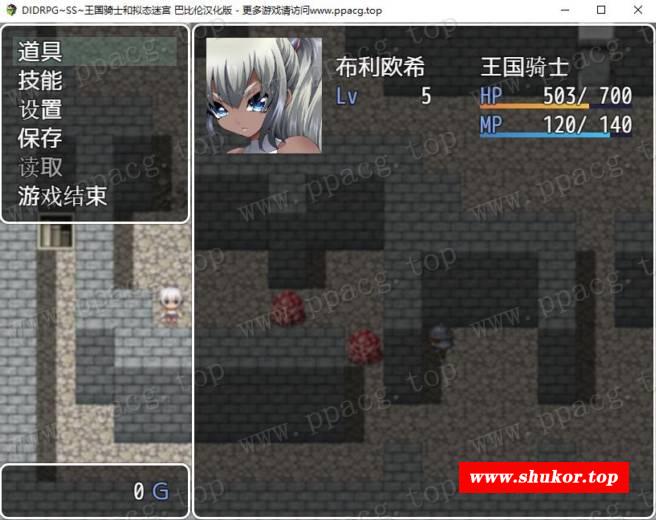 DIDRPG~SS~王国骑士和拟态迷宫 巴比伦汉化版 - 更多游戏请访问www.ppacg.top
道具
技能
设置
保存
读取
游戏结束
布利欧希 王国骑士
Lv 5 HP 503/ 700
MP 120/ 140
www.ppacg.top
0 G
www.shukor.top